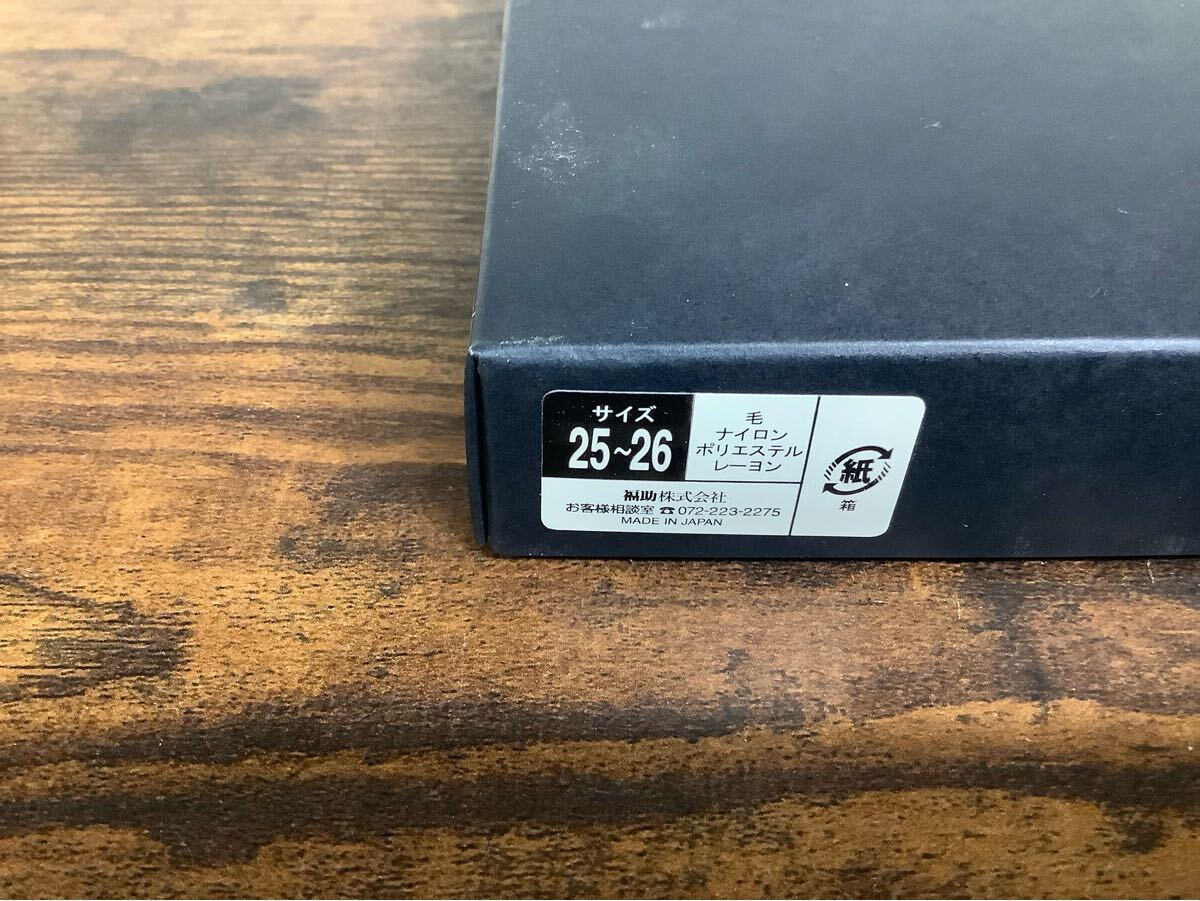 サイズ
25~26
毛
ナイロン
ポリエステル
レーヨン
福助株式会社
お客様相談室 ☎072-223-2275
MADE IN JAPAN
紙
箱